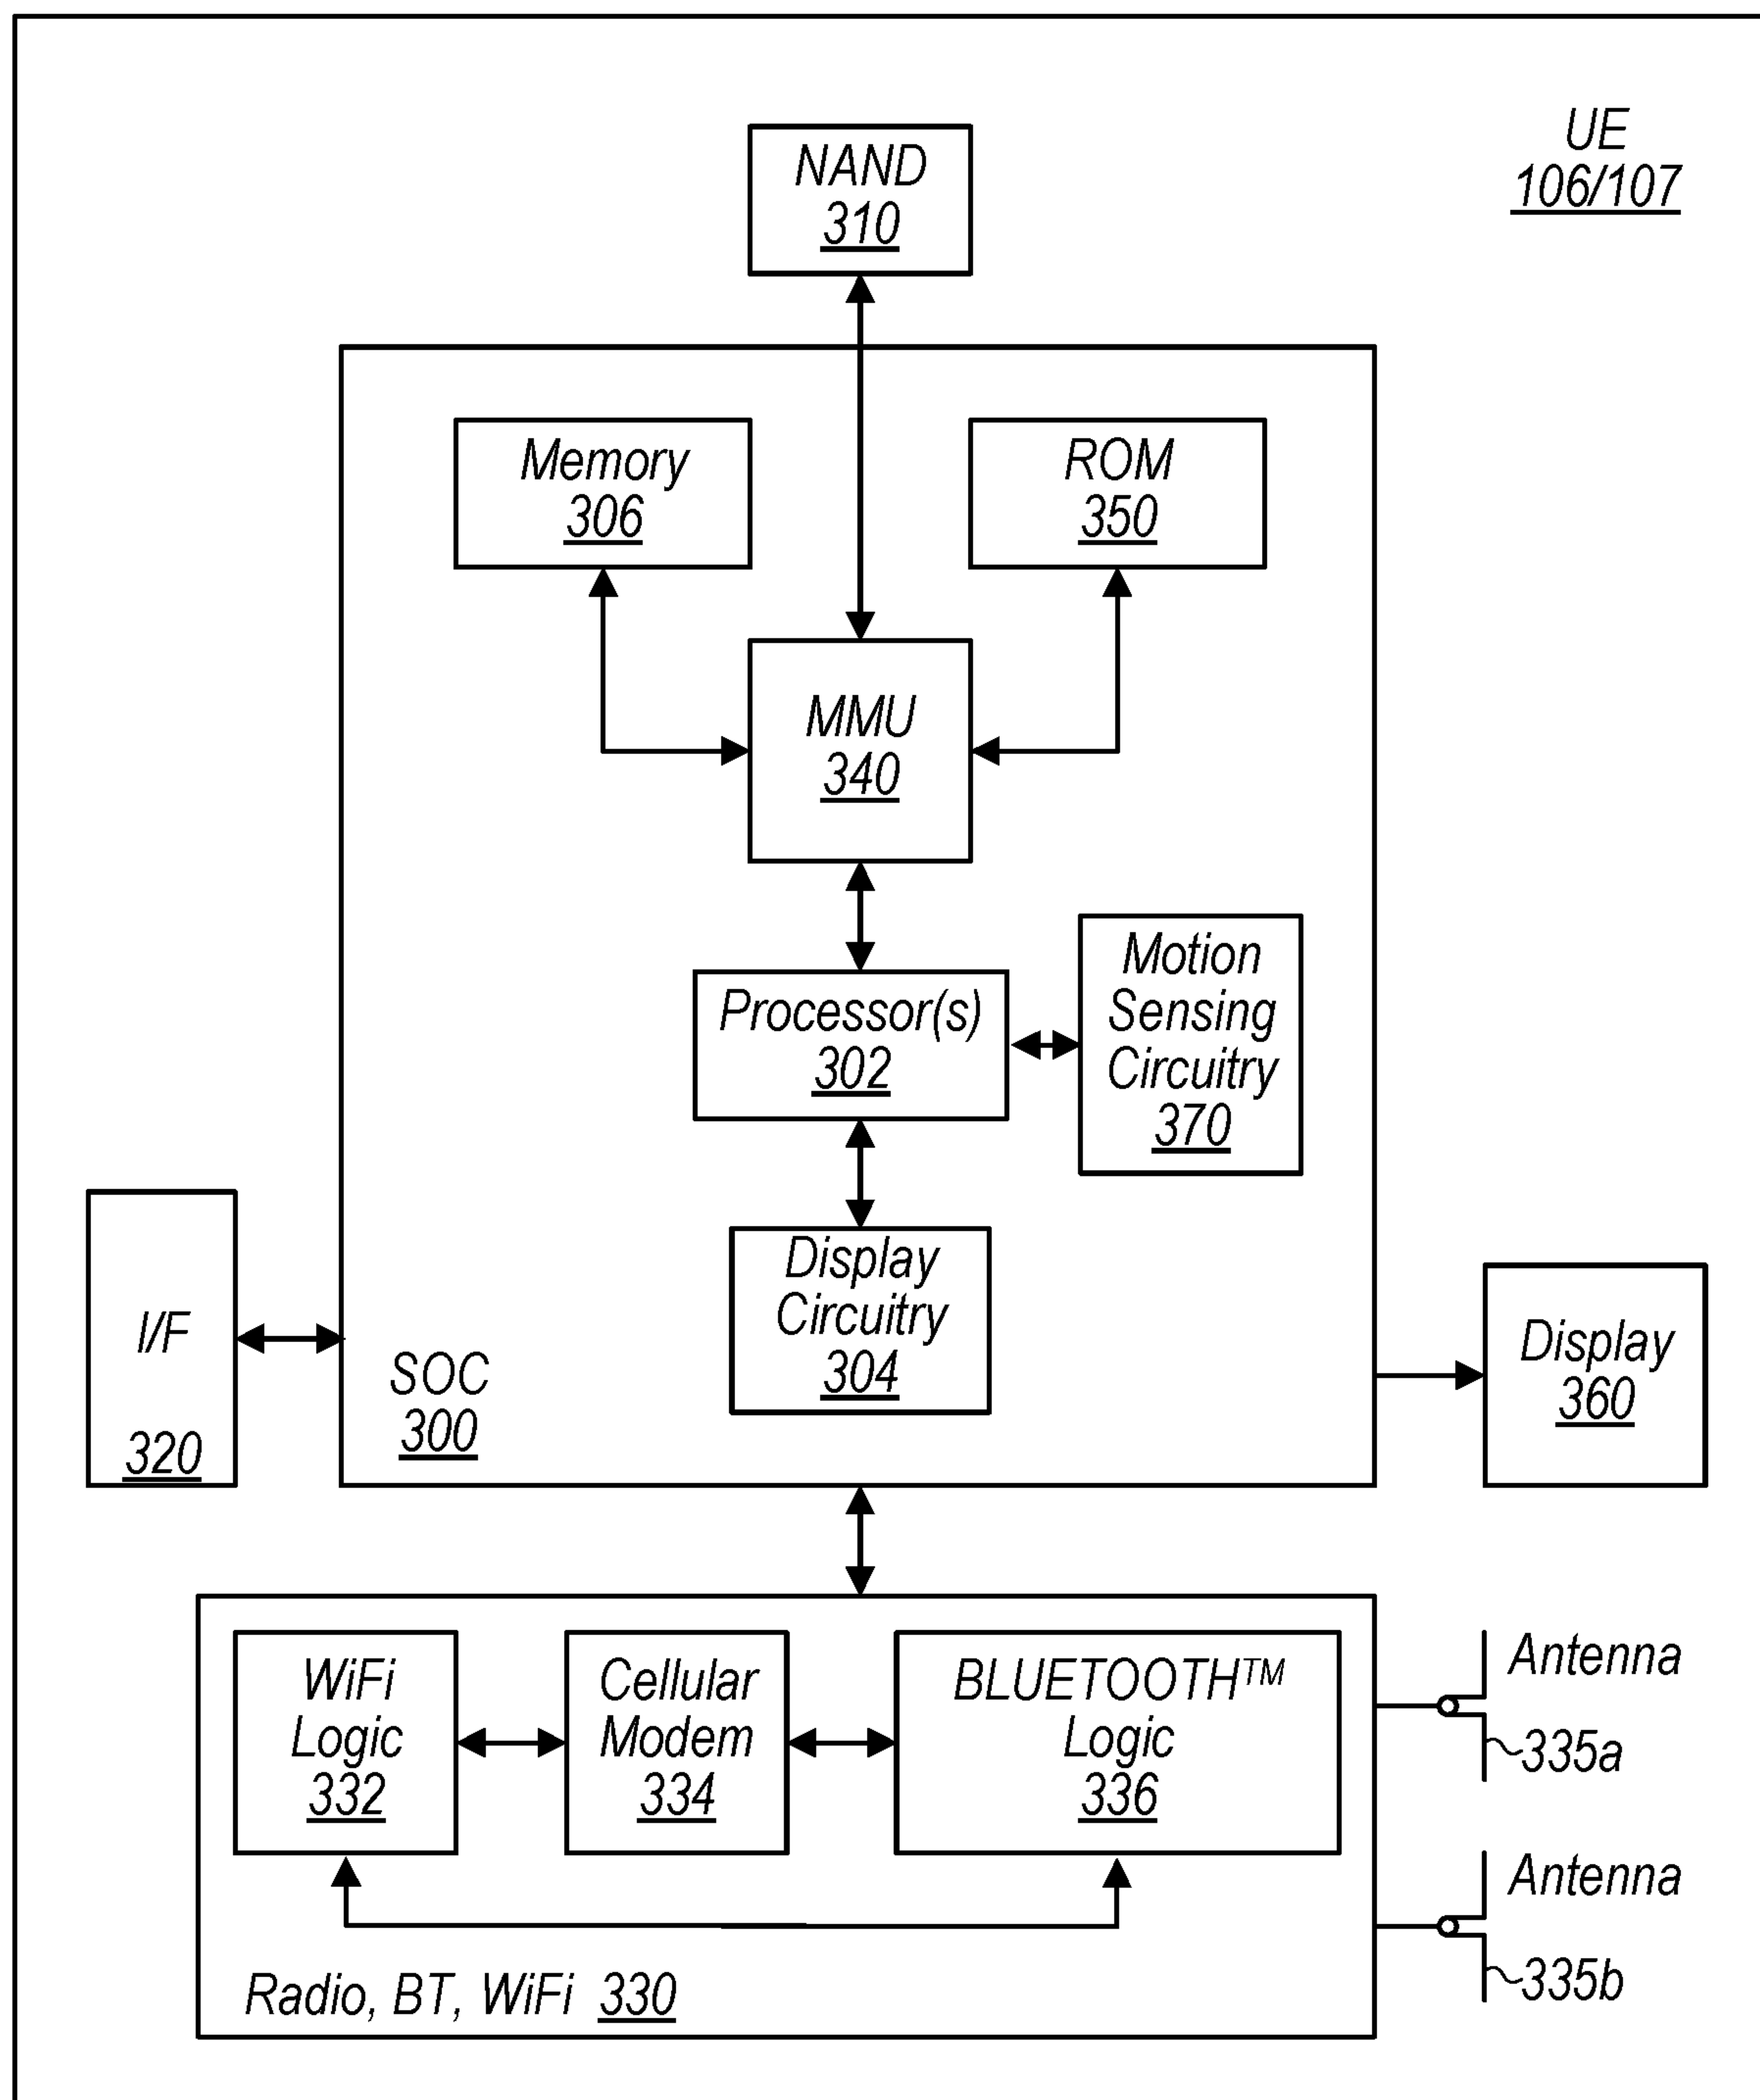 UE
106/107
NAND
310
Memory
306
ROM
350
MMU
340
Processor(s)
302
Motion
Sensing
Circuitry
370
Display
Circuitry
304
I/F
320
SOC
300
Display
360
WiFi
Logic
332
Cellular
Modem
334
BLUETOOTH™
Logic
336
Antenna
335a
Antenna
335b
Radio, BT, WiFi 330